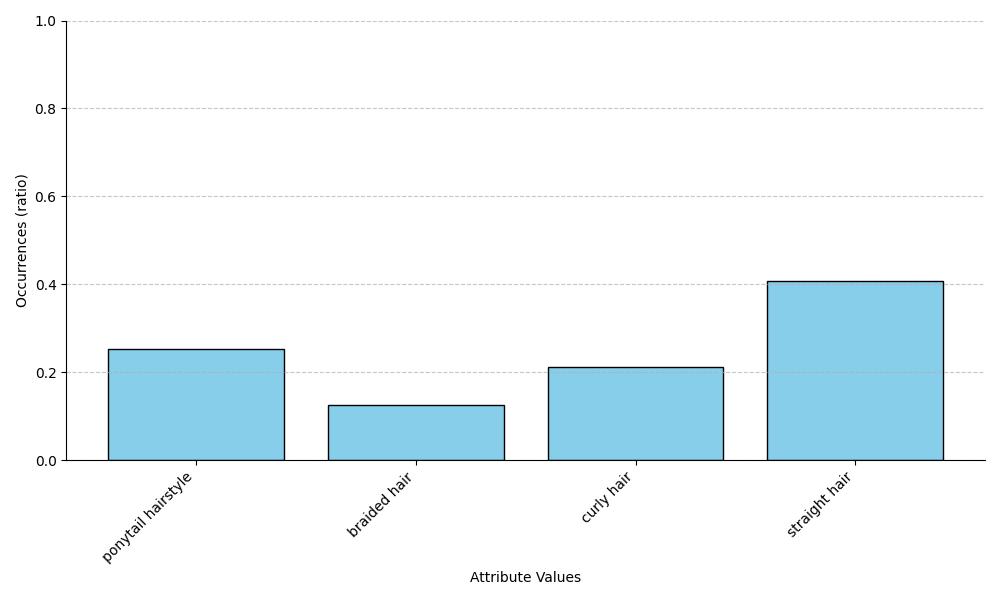 1.0
0.8
0.6
0.4
0.2
0.0
Occurrences (ratio)
ponytail hairstyle
braided hair
curly hair
straight hair
Attribute Values